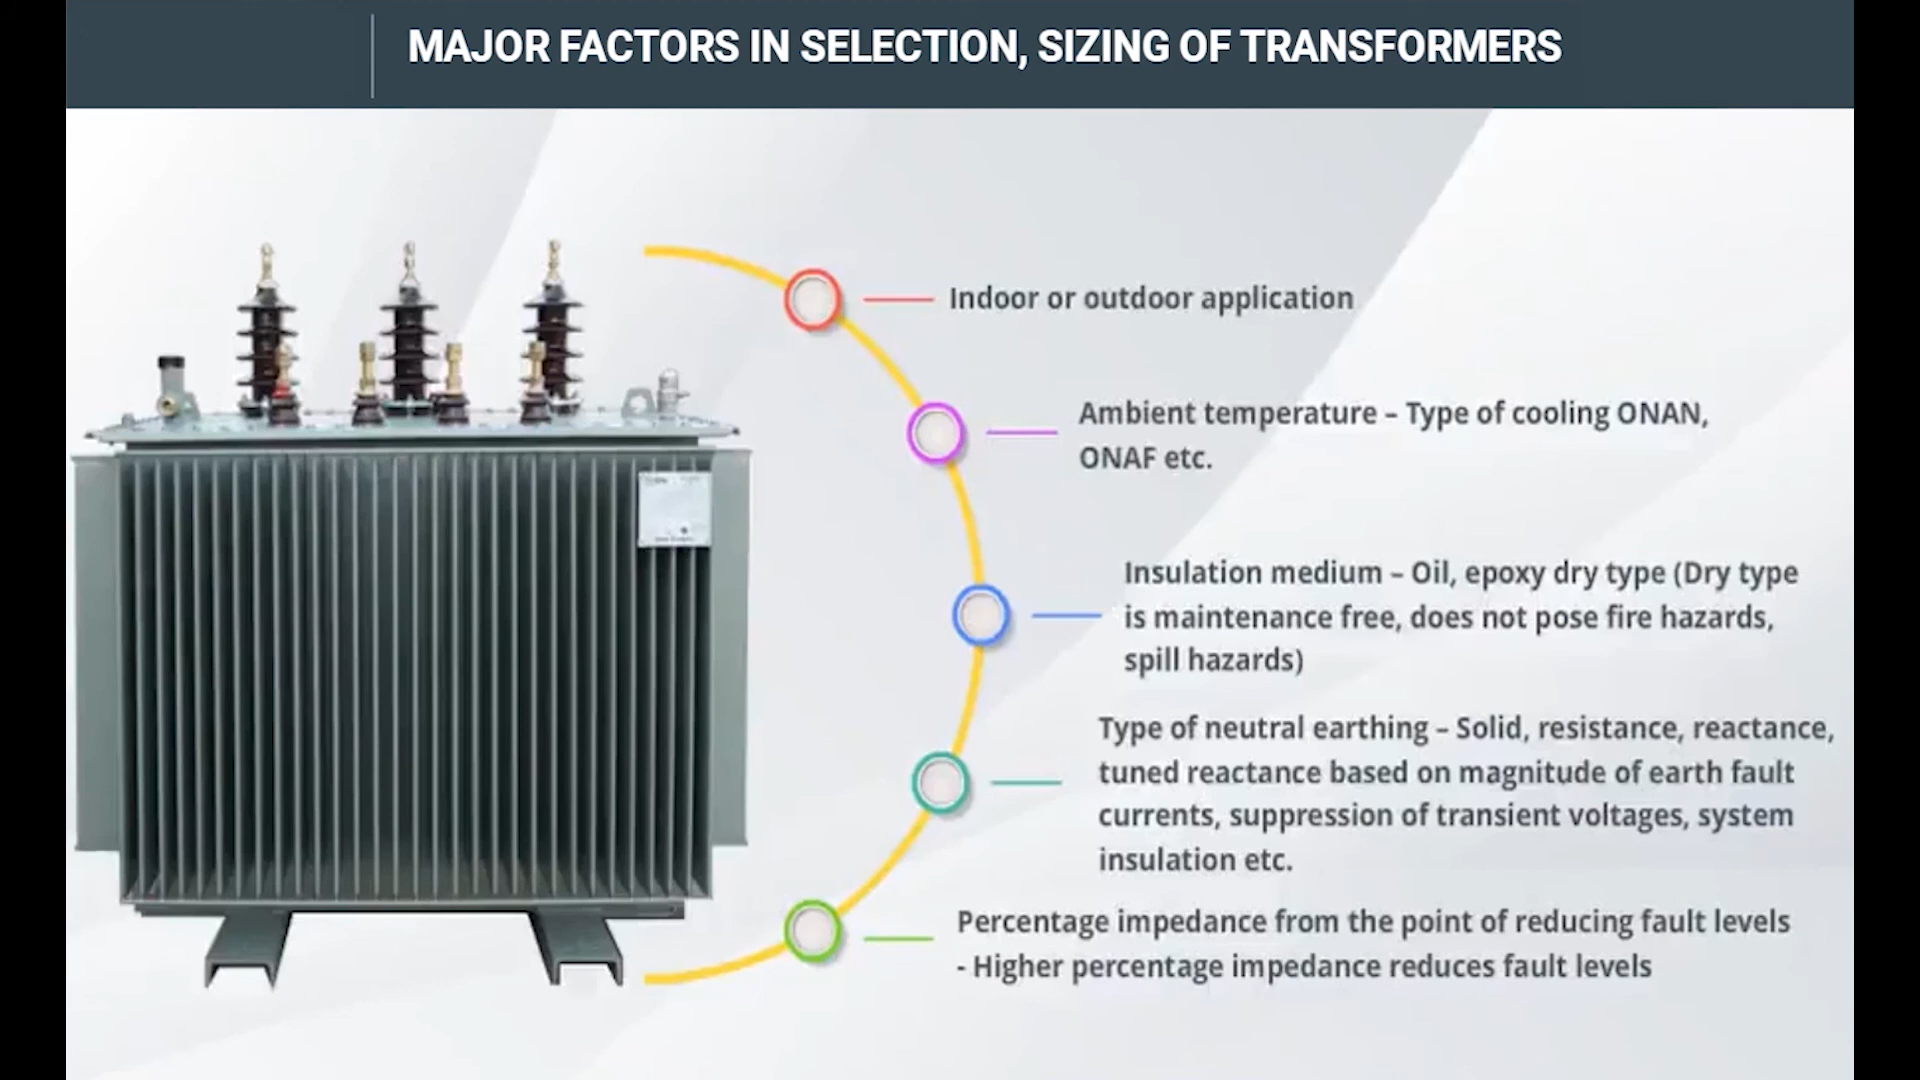 MAJOR FACTORS IN SELECTION, SIZING OF TRANSFORMERS
Indoor or outdoor application
Ambient temperature – Type of cooling ONAN,
ONAF etc.
Insulation medium – Oil, epoxy dry type (Dry type
is maintenance free, does not pose fire hazards,
spill hazards)
Type of neutral earthing – Solid, resistance, reactance,
tuned reactance based on magnitude of earth fault
currents, suppression of transient voltages, system
insulation etc.
Percentage impedance from the point of reducing fault levels
- Higher percentage impedance reduces fault levels